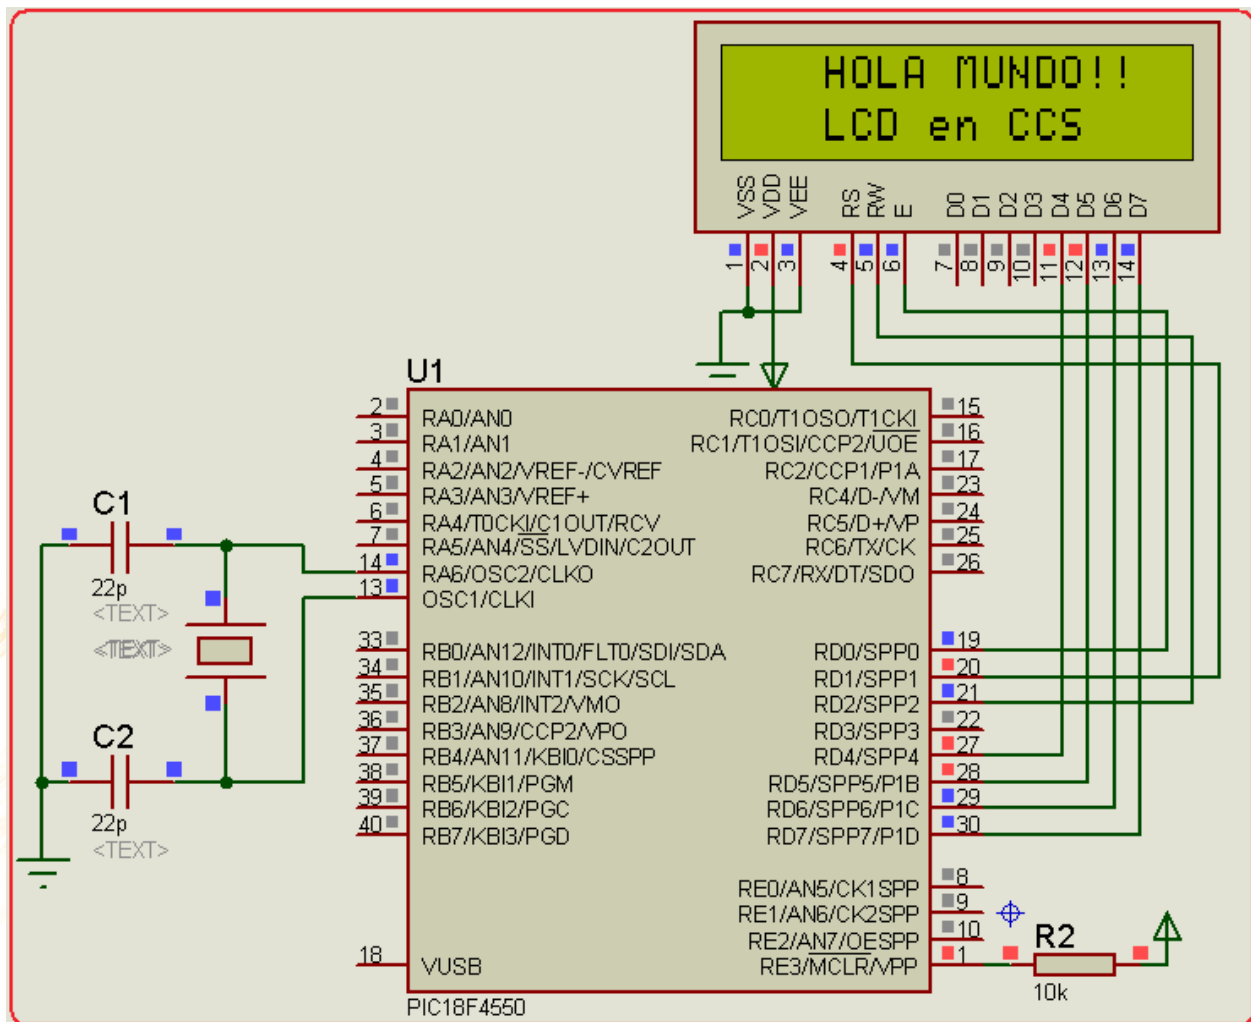 HOLA MUNDO!!
LCD en CCS
VSS VDD VEE RS RW E D0 D1 D2 D3 D4 D5 D6 D7
1 2 3 4 5 6 7 8 9 10 11 12 13 14
U1
2 RA0/AN0 RC0/T1OSO/T1CKI 15
3 RA1/AN1 RC1/T1OSI/CCP2/UOE 16
4 RA2/AN2/VREF-/CVREF RC2/CCP1/P1A 17
5 RA3/AN3/VREF+ RC4/D-/VM 23
6 RA4/T0CKI/C1OUT/RCV RC5/D+/VP 24
7 RA5/AN4/SS/LVDIN/C2OUT RC6/TX/CK 25
14 RA6/OSC2/CLKO RC7/RX/DT/SDO 26
13 OSC1/CLKI
C1
22p
<TEXT>
<TEXT>
33 RB0/AN12/INT0/FLT0/SDI/SDA RD0/SPP0 19
34 RB1/AN10/INT1/SCK/SCL RD1/SPP1 20
35 RB2/AN8/INT2/VMO RD2/SPP2 21
36 RB3/AN9/CCP2/VPO RD3/SPP3 22
37 RB4/AN11/KBI0/CSSPP RD4/SPP4 27
38 RB5/KBI1/PGM RD5/SPP5/P1B 28
39 RB6/KBI2/PGC RD6/SPP6/P1C 29
40 RB7/KBI3/PGD RD7/SPP7/P1D 30
C2
22p
<TEXT>
RE0/AN5/CK1SPP 8
RE1/AN6/CK2SPP 9
RE2/AN7/OESPP 10
18 VUSB RE3/MCLR/VPP 1
R2
10k
PIC18F4550